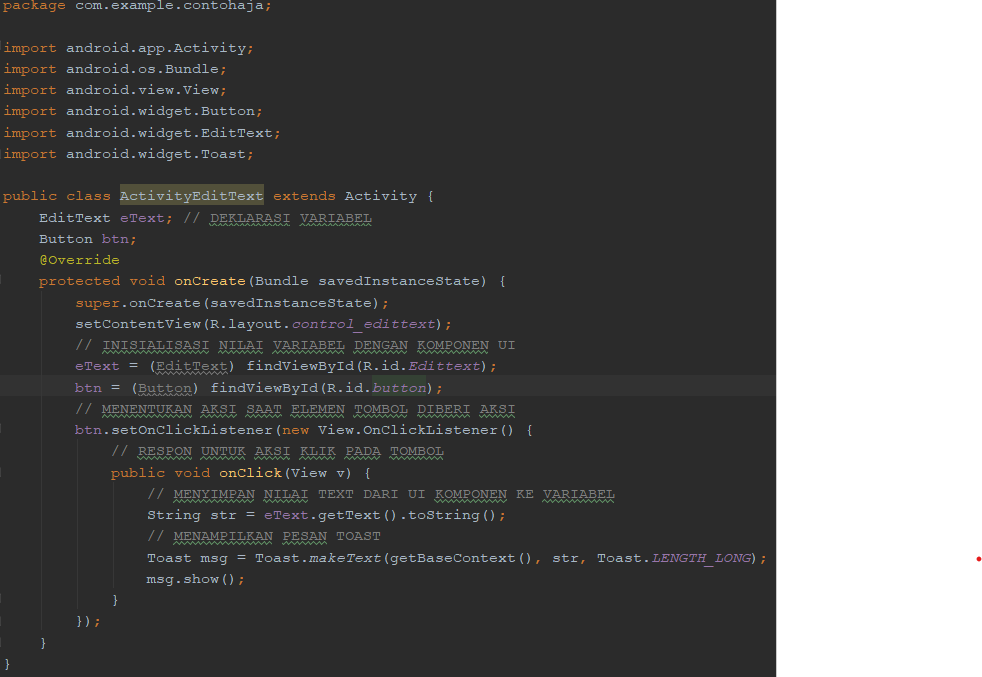 package com.example.contohaja;
import android.app.Activity;
import android.os.Bundle;
import android.view.View;
import android.widget.Button;
import android.widget.EditText;
import android.widget.Toast;
public class ActivityEditText extends Activity {
EditText eText; // DEKLARASI VARIABEL
Button btn;
@Override
protected void onCreate(Bundle savedInstanceState) {
super.onCreate(savedInstanceState);
setContentView(R.layout.control_edittext);
// INISIALISASI NILAI VARIABEL DENGAN KOMPONEN UI
eText = (EditText) findViewById(R.id.Edittext);
btn = (Button) findViewById(R.id.button);
// MENENTUKAN AKSI SAAT ELEMEN TOMBOL DIBERI AKSI
btn.setOnClickListener(new View.OnClickListener() {
// RESPON UNTUK AKSI KLIK PADA TOMBOL
public void onClick(View v) {
// MENYIMPAN NILAI TEXT DARI UI KOMPONEN KE VARIABEL
String str = eText.getText().toString();
// MENAMPILKAN PESAN TOAST
Toast msg = Toast.makeText(getBaseContext(), str, Toast.LENGTH_LONG);
msg.show();
}
});
}
}